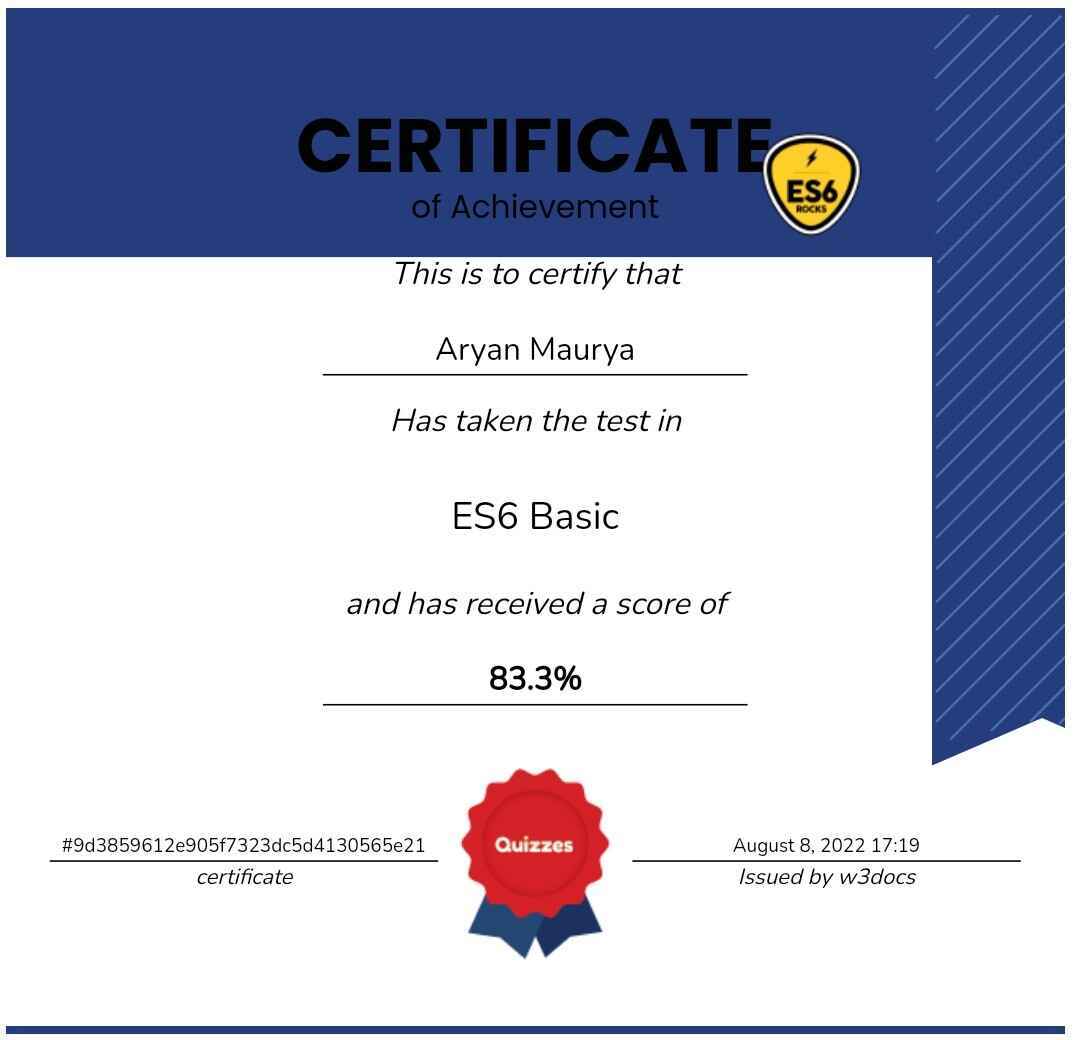 CERTIFICATE
of Achievement
ES6
ROCKS
This is to certify that
Aryan Maurya
Has taken the test in
ES6 Basic
and has received a score of
83.3%
Quizzes
#9d3859612e905f7323dc5d4130565e21
certificate
August 8, 2022 17:19
Issued by w3docs